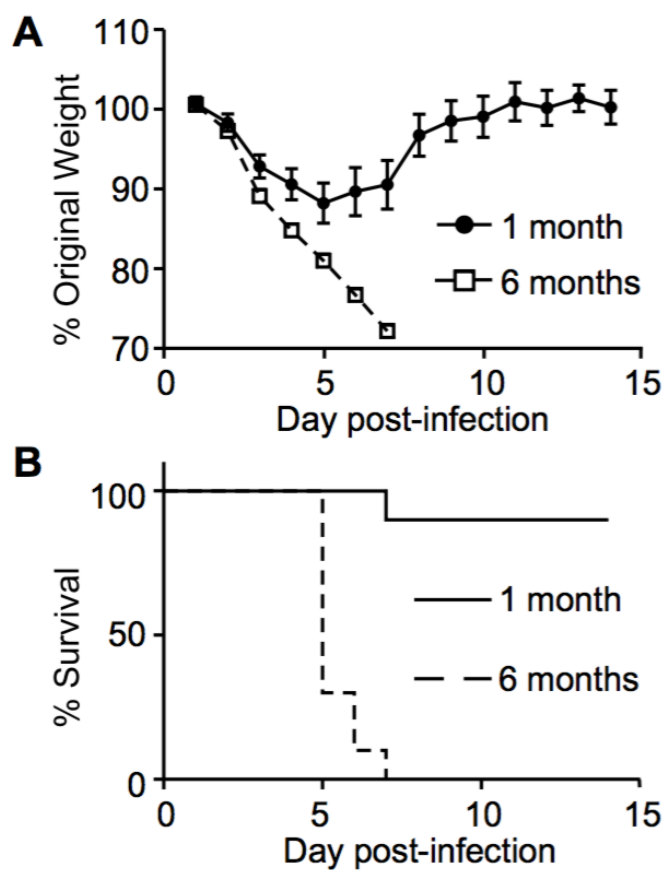 A
110
100
90
80
70
% Original Weight
1 month
6 months
0 5 10 15
Day post-infection
B
100
50
0
% Survival
1 month
6 months
0 5 10 15
Day post-infection